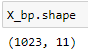 X_bp.shape
(1023, 11)